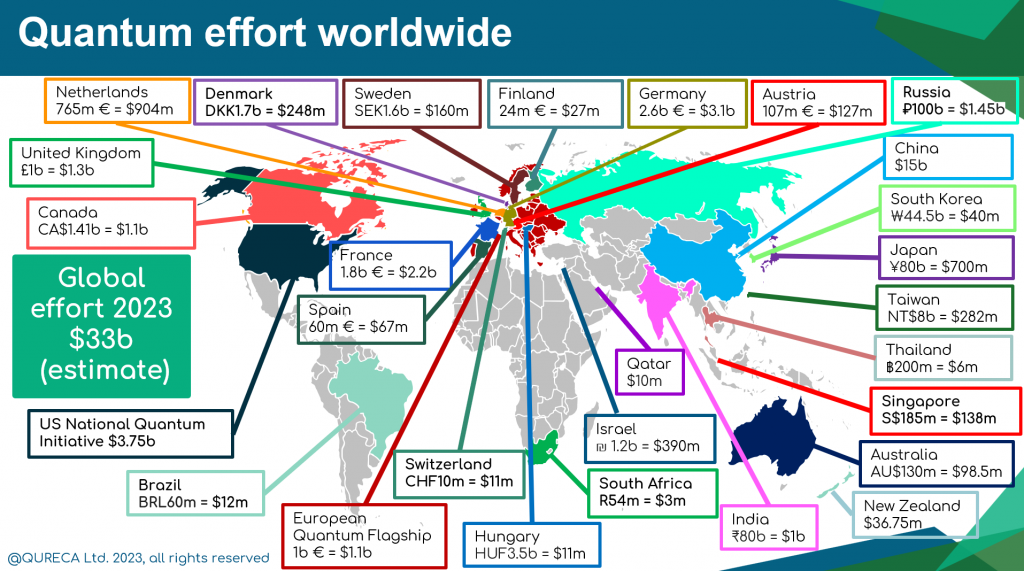 Quantum effort worldwide
Netherlands
765m € = $904m
Denmark
DKK1.7b = $248m
Sweden
SEK1.6b = $160m
Finland
24m € = $27m
Germany
2.6b € = $3.1b
Austria
107m € = $127m
Russia
₽100b = $1.45b
United Kingdom
£1b = $1.3b
China
$15b
Canada
CA$1.41b = $1.1b
South Korea
₩44.5b = $40m
France
1.8b € = $2.2b
Japan
¥80b = $700m
Global
effort 2023
$33b
(estimate)
Spain
60m € = $67m
Taiwan
NT$8b = $282m
Qatar
$10m
Thailand
฿200m = $6m
Singapore
S$185m = $138m
US National Quantum
Initiative $3.75b
Israel
₪ 1.2b = $390m
Australia
AU$130m = $98.5m
Brazil
BRL60m = $12m
Switzerland
CHF10m = $11m
South Africa
R54m = $3m
New Zealand
$36.75m
European
Quantum Flagship
1b € = $1.1b
Hungary
HUF3.5b = $11m
India
₹80b = $1b
@QURECA Ltd. 2023, all rights reserved